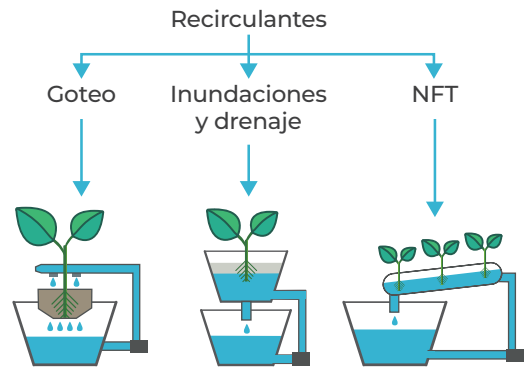 Recirculantes
Goteo
Inundaciones
y drenaje
NFT